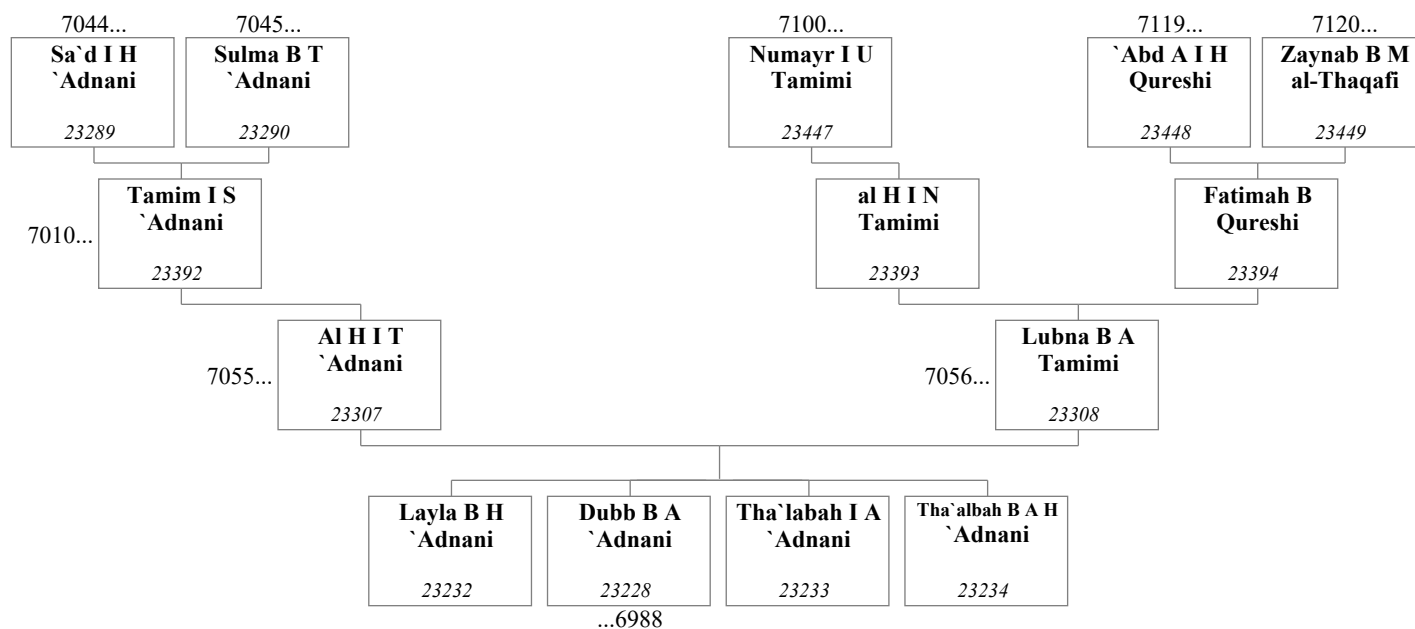 7044...
7045...
7100...
7119...
7120...
Sa`d I H
`Adnani
23289
Sulma B T
`Adnani
23290
Numayr I U
Tamimi
23447
`Abd A I H
Qureshi
23448
Zaynab B M
al-Thaqafi
23449
7010...
Tamim I S
`Adnani
23392
al H I N
Tamimi
23393
Fatimah B
Qureshi
23394
7055...
Al H I T
`Adnani
23307
7056...
Lubna B A
Tamimi
23308
Layla B H
`Adnani
23232
Dubb B A
`Adnani
23228
Tha`labah I A
`Adnani
23233
Tha`albah B A H
`Adnani
23234
...6988